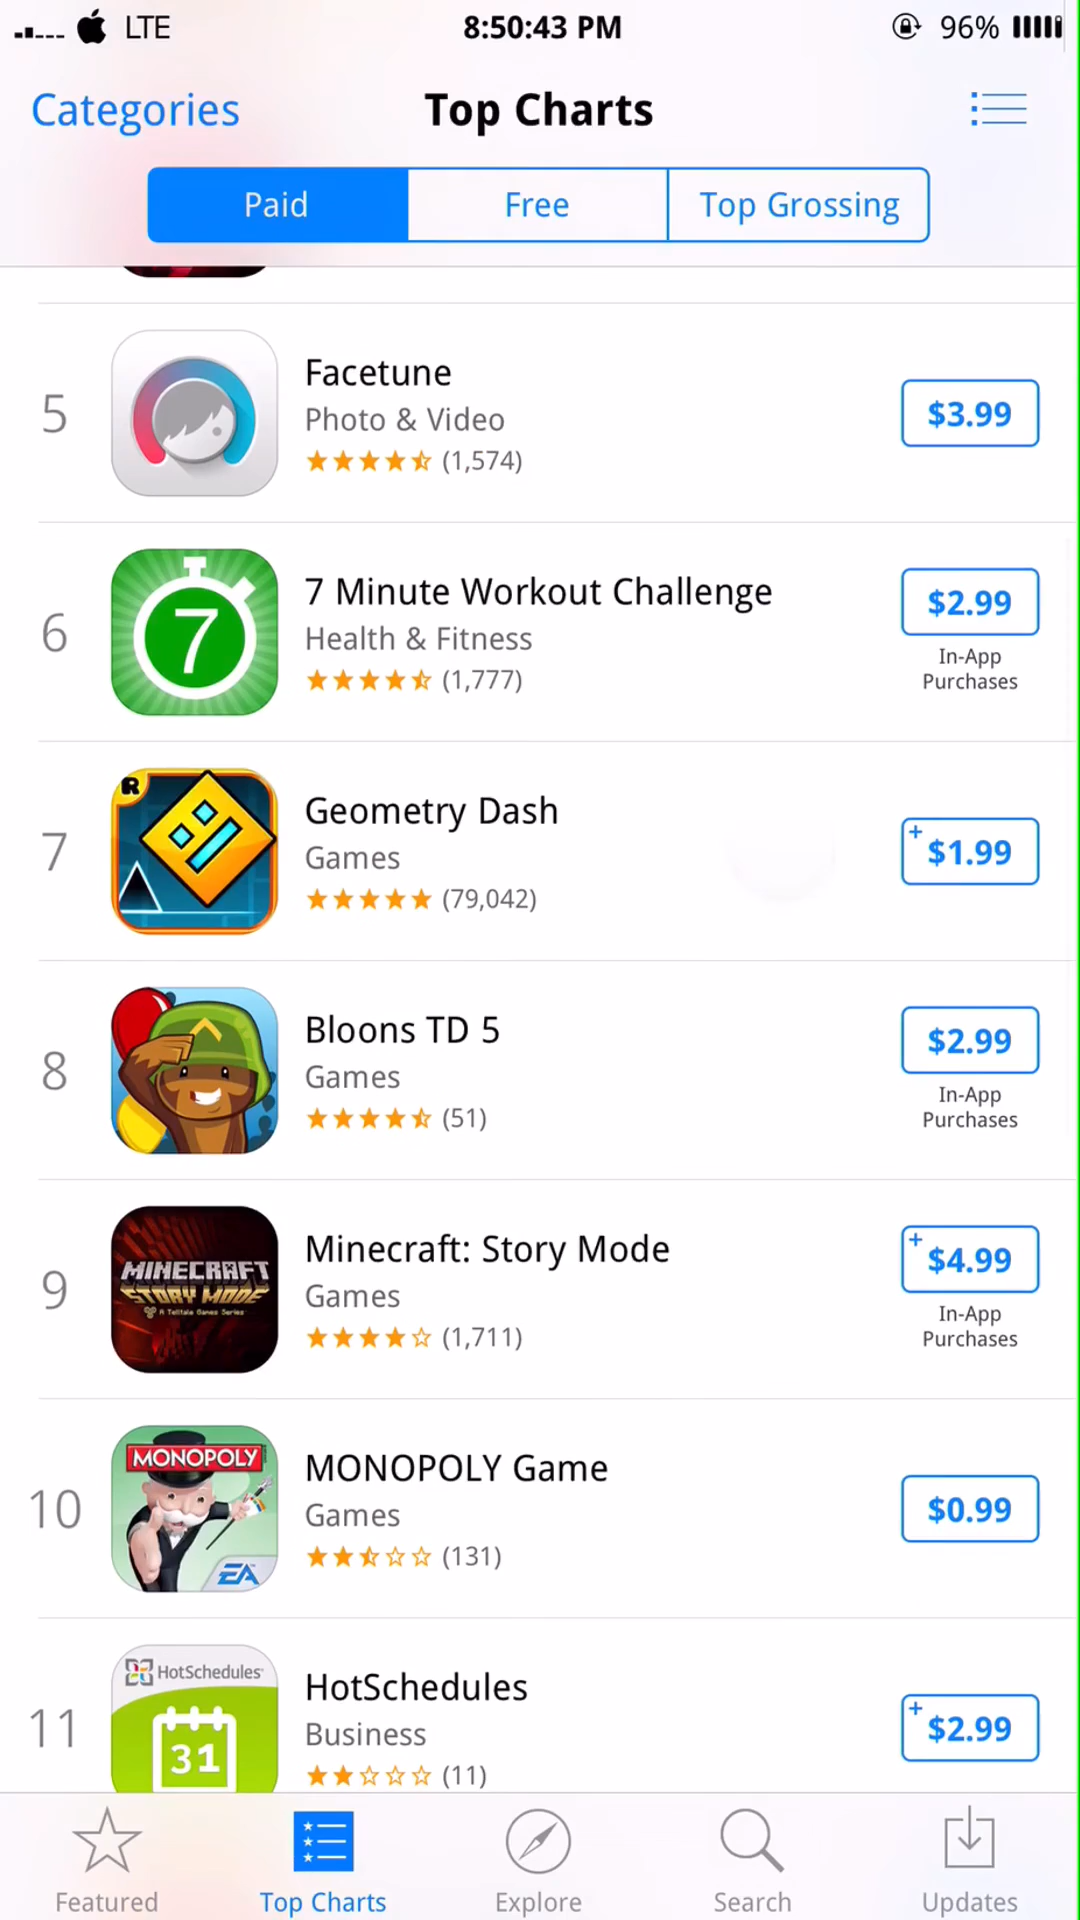 LTE 8:50:43 PM 96%
Categories Top Charts
Paid Free Top Grossing
5 Facetune
Photo & Video
(1,574)
$3.99
6 7 Minute Workout Challenge
Health & Fitness
(1,777)
$2.99
In-App
Purchases
7
R
7 Geometry Dash
Games
(79,042)
+ $1.99
8 Bloons TD 5
Games
(51)
$2.99
In-App
Purchases
9 Minecraft: Story Mode
Games
(1,711)
+ $4.99
In-App
Purchases
MINECRAFT
STORY MODE
A Telltale Games Series
10 MONOPOLY Game
Games
(131)
$0.99
MONOPOLY
EA
11 HotSchedules
Business
(11)
+ $2.99
HotSchedules
31
Featured Top Charts Explore Search Updates